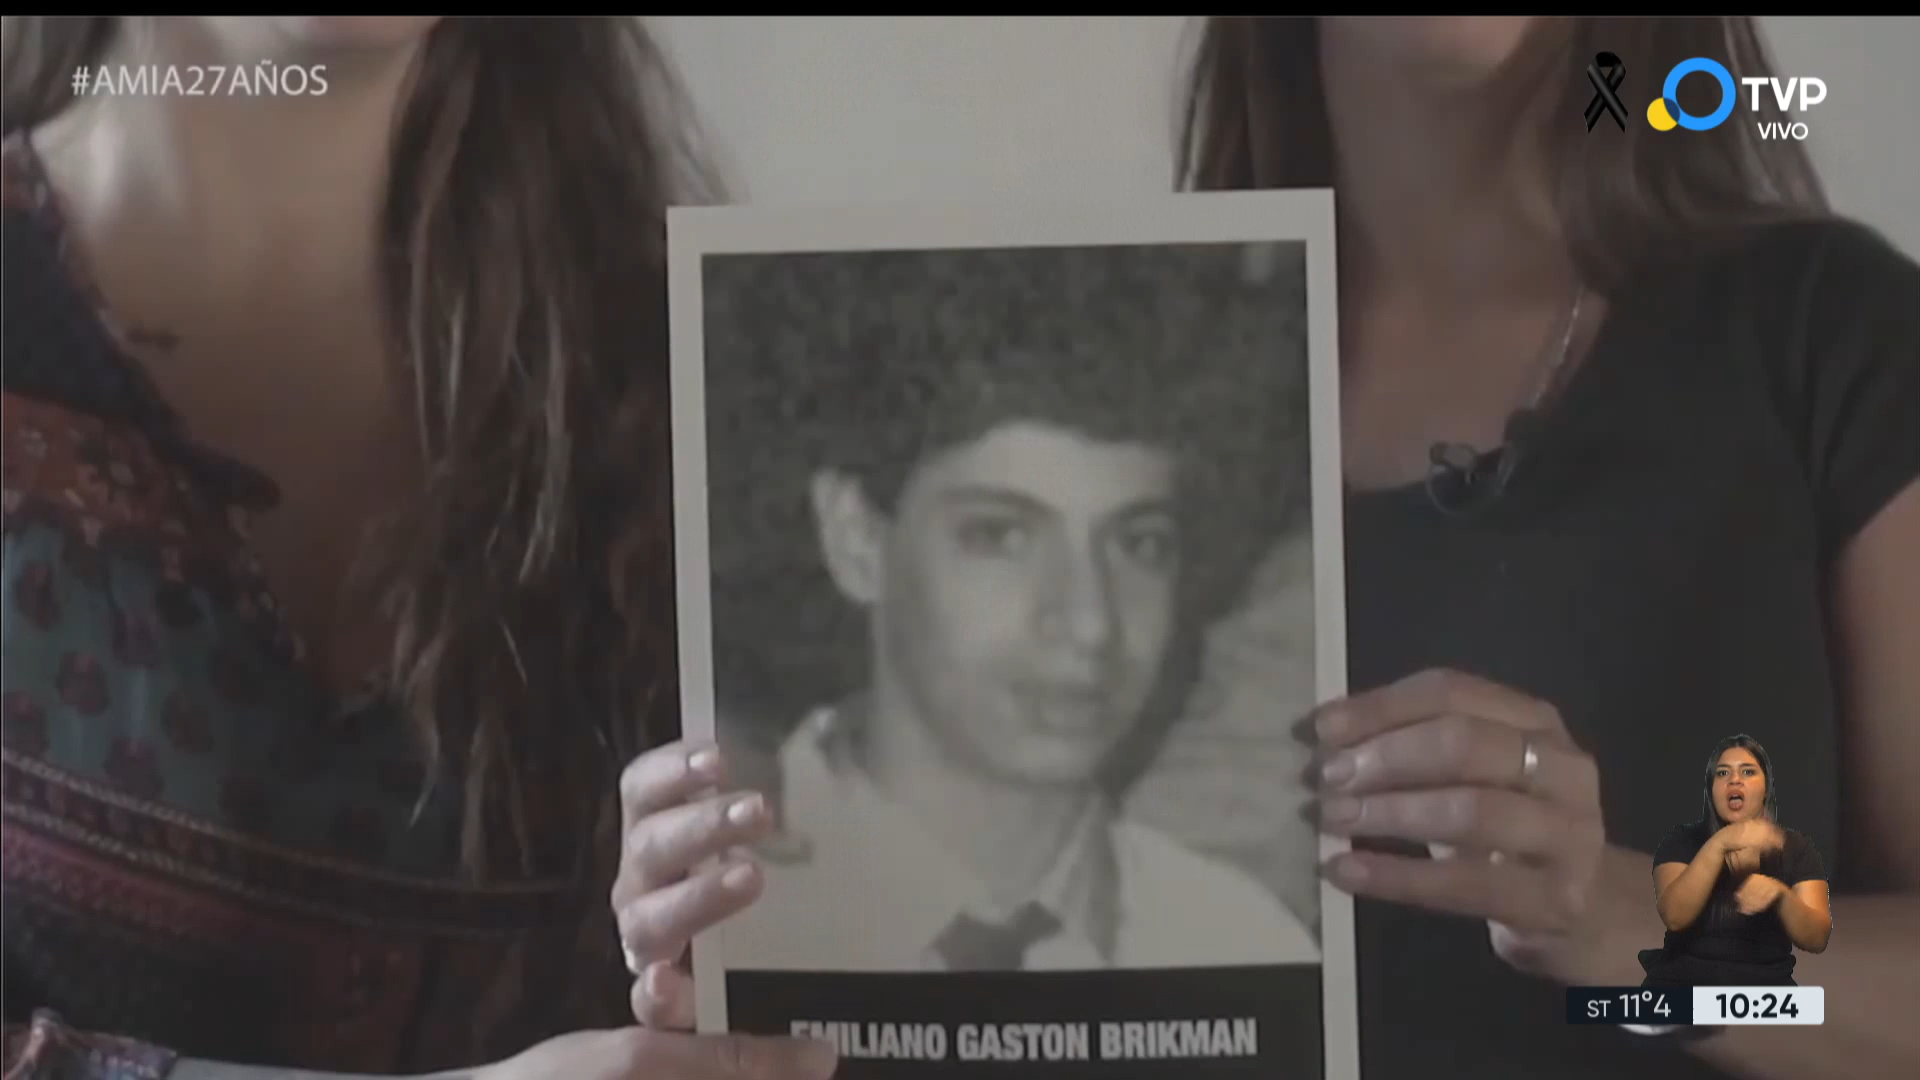 #AMIA27AÑOS
TVP
VIVO
EMILIANO GASTON BRIKMAN
ST 11°4
10:24